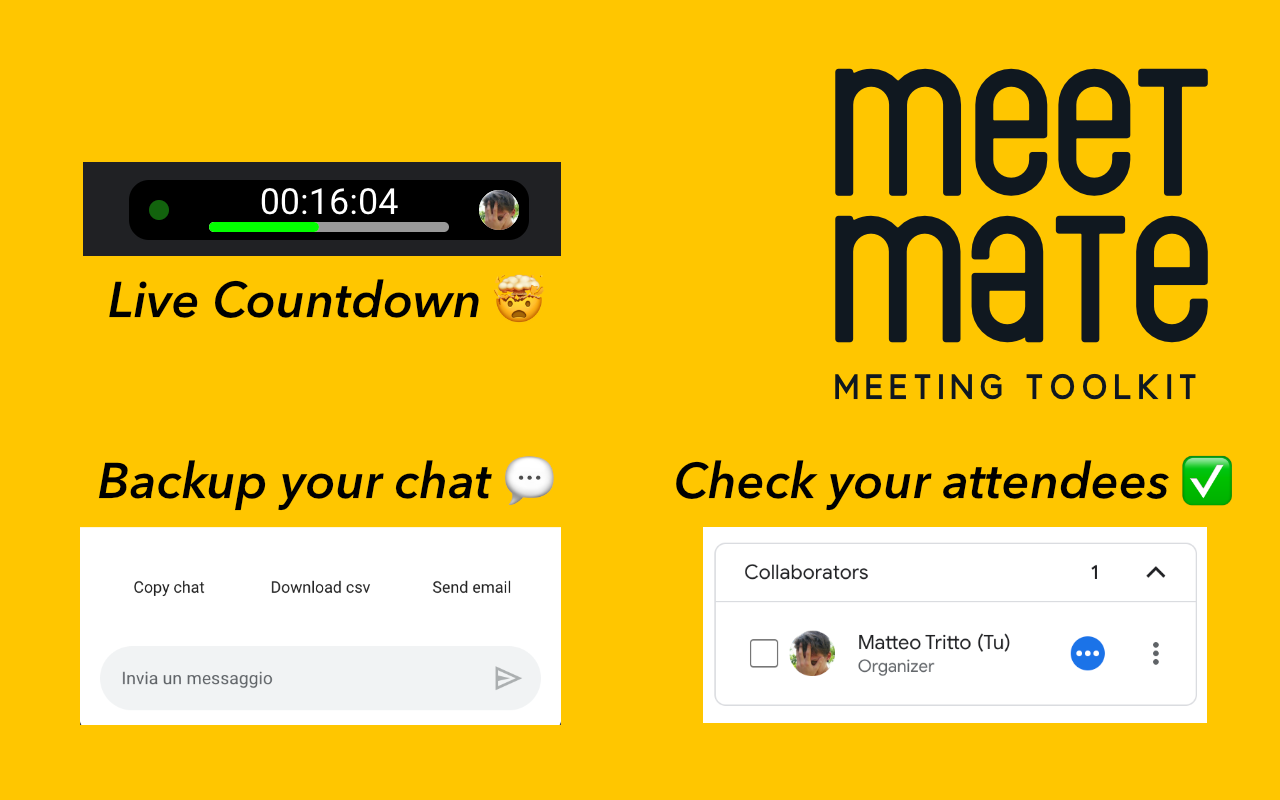 meeT
maTe
MEETING TOOLKIT
00:16:04
Live Countdown 🤯
Backup your chat 💬
Copy chat Download csv Send email
Invia un messaggio
Check your attendees ✅
Collaborators 1
Matteo Tritto (Tu)
Organizer